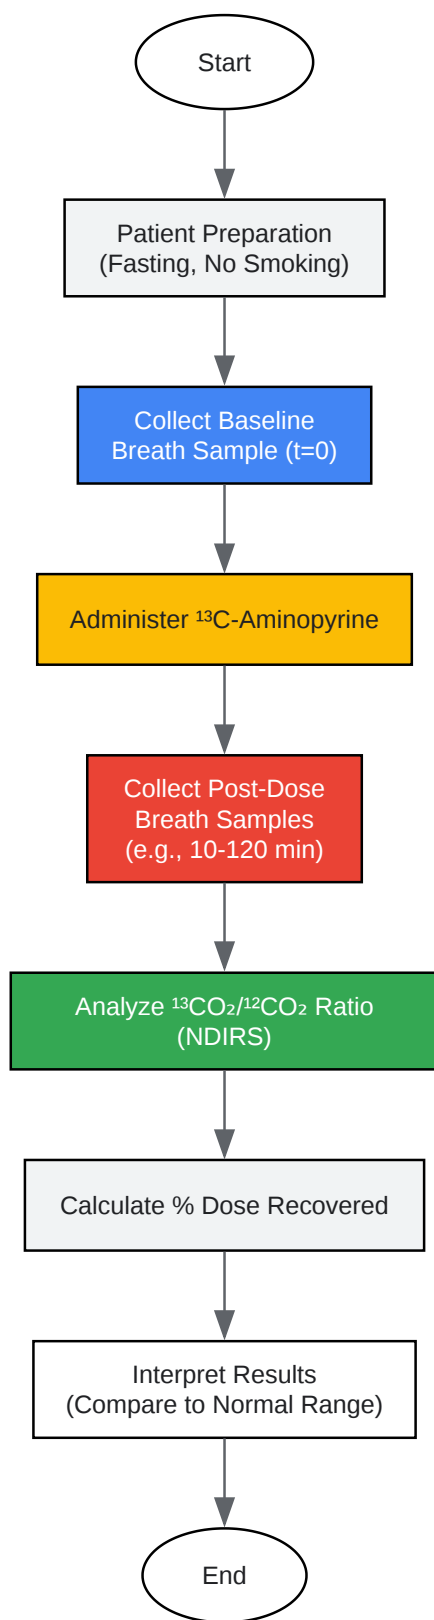 Start
Patient Preparation
(Fasting, No Smoking)
Collect Baseline
Breath Sample (t=0)
Administer ¹³C-Aminopyrine
Collect Post-Dose
Breath Samples
(e.g., 10-120 min)
Analyze ¹³CO₂/¹²CO₂ Ratio
(NDIRS)
Calculate % Dose Recovered
Interpret Results
(Compare to Normal Range)
End